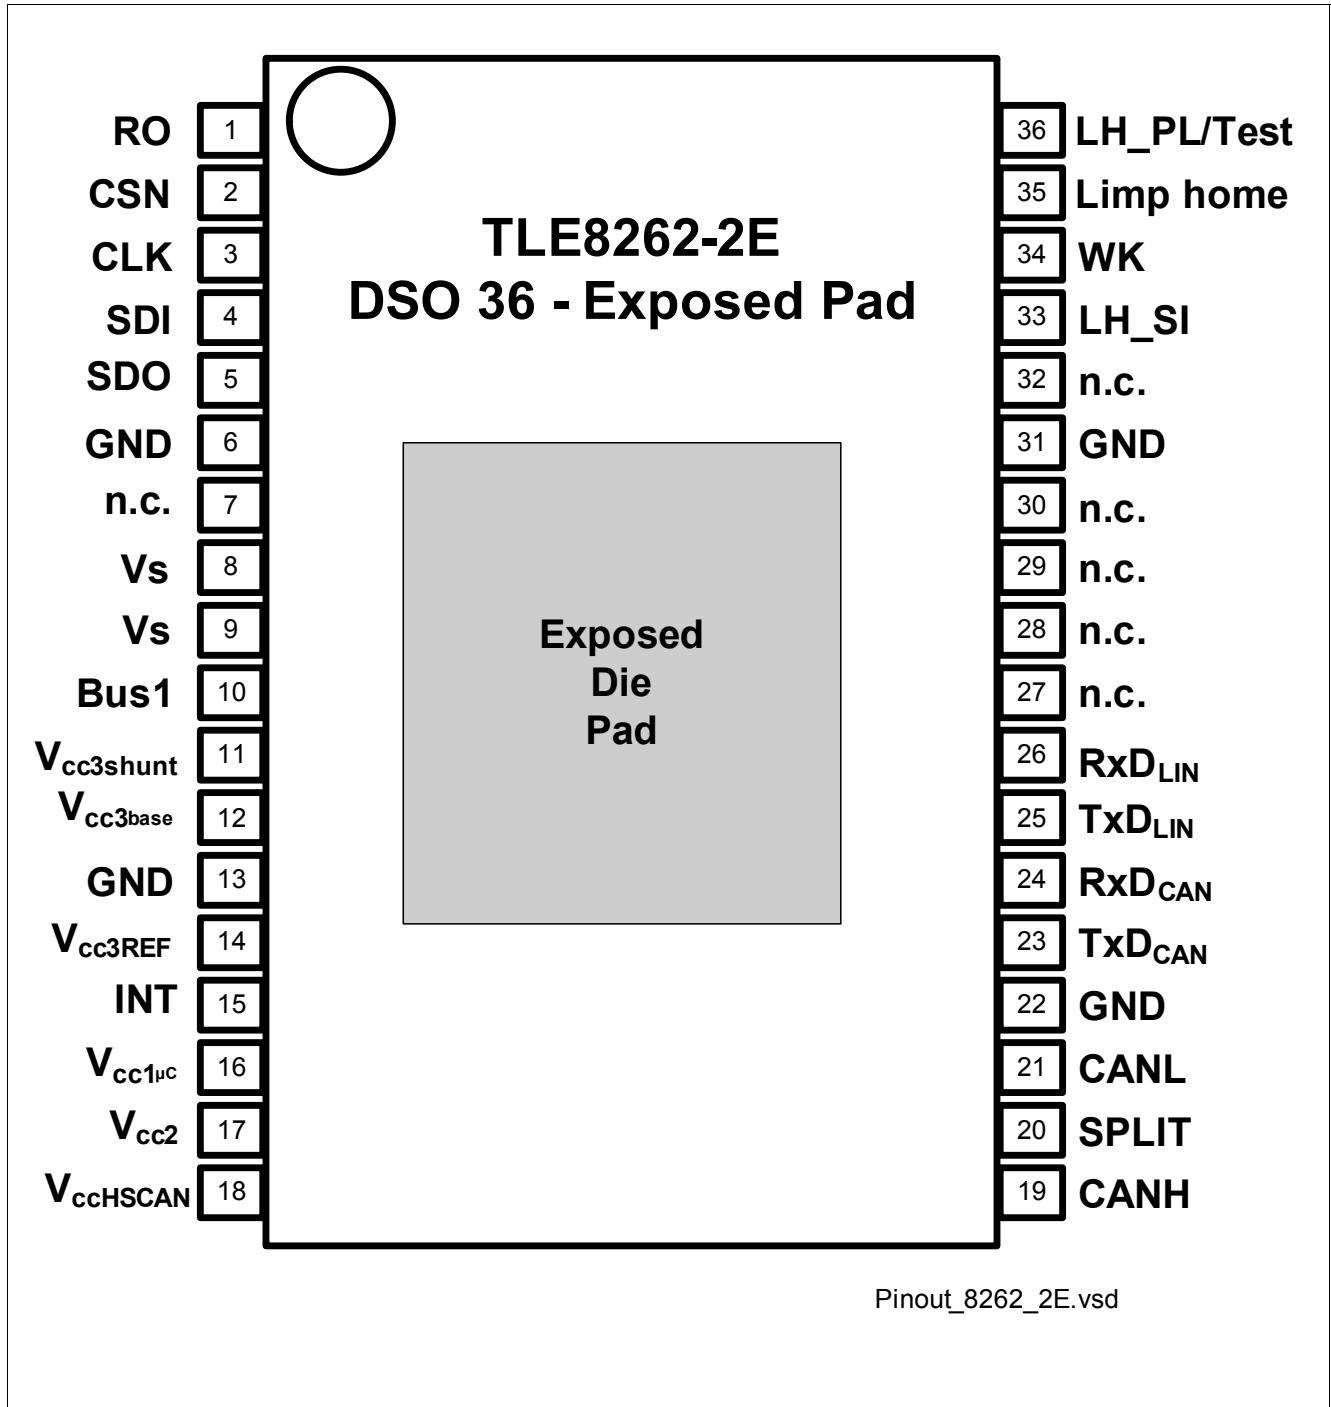 RO 1
CSN 2
CLK 3
SDI 4
SDO 5
GND 6
n.c. 7
Vs 8
Vs 9
Bus1 10
Vcc3shunt 11
Vcc3base 12
GND 13
Vcc3REF 14
INT 15
Vcc1µC 16
Vcc2 17
VccHSCAN 18
TLE8262-2E
DSO 36 - Exposed Pad
Exposed
Die
Pad
36 LH_PL/Test
35 Limp home
34 WK
33 LH_SI
32 n.c.
31 GND
30 n.c.
29 n.c.
28 n.c.
27 n.c.
26 RxDLIN
25 TxDLIN
24 RxDCAN
23 TxDCAN
22 GND
21 CANL
20 SPLIT
19 CANH
Pinout_8262_2E.vsd